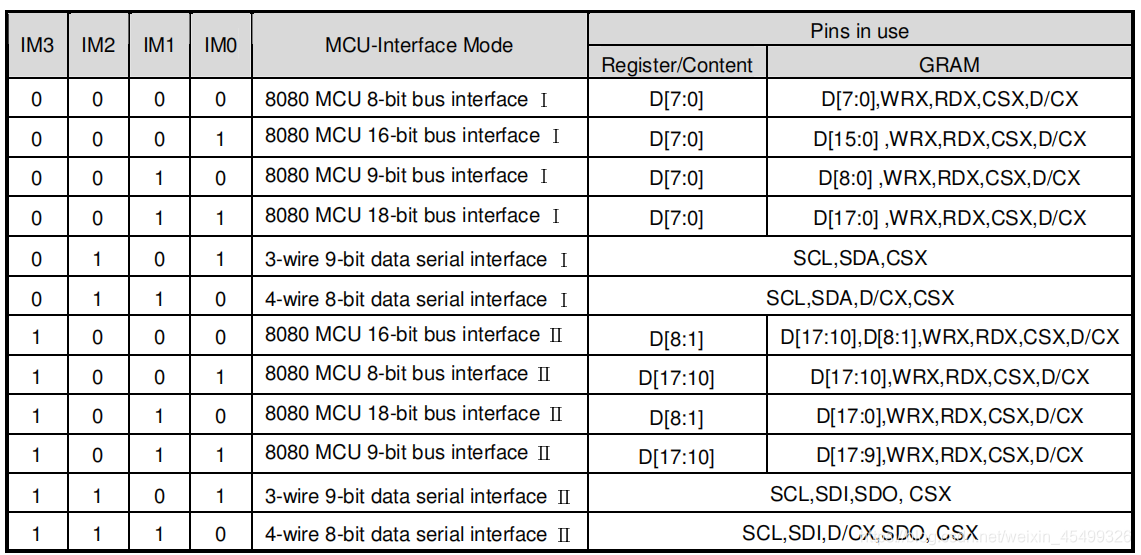 IM3 IM2 IM1 IM0 MCU-Interface Mode Pins in use
Register/Content GRAM
0 0 0 0 8080 MCU 8-bit bus interface Ⅰ D[7:0] D[7:0],WRX,RDX,CSX,D/CX
0 0 0 1 8080 MCU 16-bit bus interface Ⅰ D[7:0] D[15:0] ,WRX,RDX,CSX,D/CX
0 0 1 0 8080 MCU 9-bit bus interface Ⅰ D[7:0] D[8:0] ,WRX,RDX,CSX,D/CX
0 0 1 1 8080 MCU 18-bit bus interface Ⅰ D[7:0] D[17:0] ,WRX,RDX,CSX,D/CX
0 1 0 1 3-wire 9-bit data serial interface Ⅰ SCL,SDA,CSX
0 1 1 0 4-wire 8-bit data serial interface Ⅰ SCL,SDA,D/CX,CSX
1 0 0 0 8080 MCU 16-bit bus interface Ⅱ D[8:1] D[17:10],D[8:1],WRX,RDX,CSX,D/CX
1 0 0 1 8080 MCU 8-bit bus interface Ⅱ D[17:10] D[17:10],WRX,RDX,CSX,D/CX
1 0 1 0 8080 MCU 18-bit bus interface Ⅱ D[8:1] D[17:0],WRX,RDX,CSX,D/CX
1 0 1 1 8080 MCU 9-bit bus interface Ⅱ D[17:10] D[17:9],WRX,RDX,CSX,D/CX
1 1 0 1 3-wire 9-bit data serial interface Ⅱ SCL,SDI,SDO, CSX
1 1 1 0 4-wire 8-bit data serial interface Ⅱ SCL,SDI,D/CX,SDO, CSX